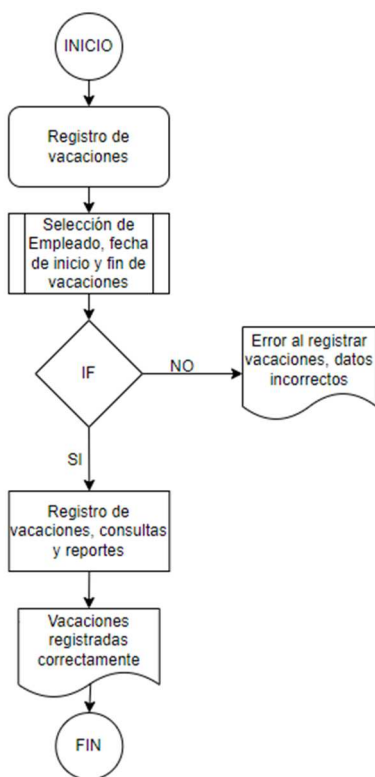 INICIO
Registro de
vacaciones
Selección de
Empleado, fecha
de inicio y fin de
vacaciones
IF
NO
Error al registrar
vacaciones, datos
incorrectos
SI
Registro de
vacaciones, consultas
y reportes
Vacaciones
registradas
correctamente
FIN